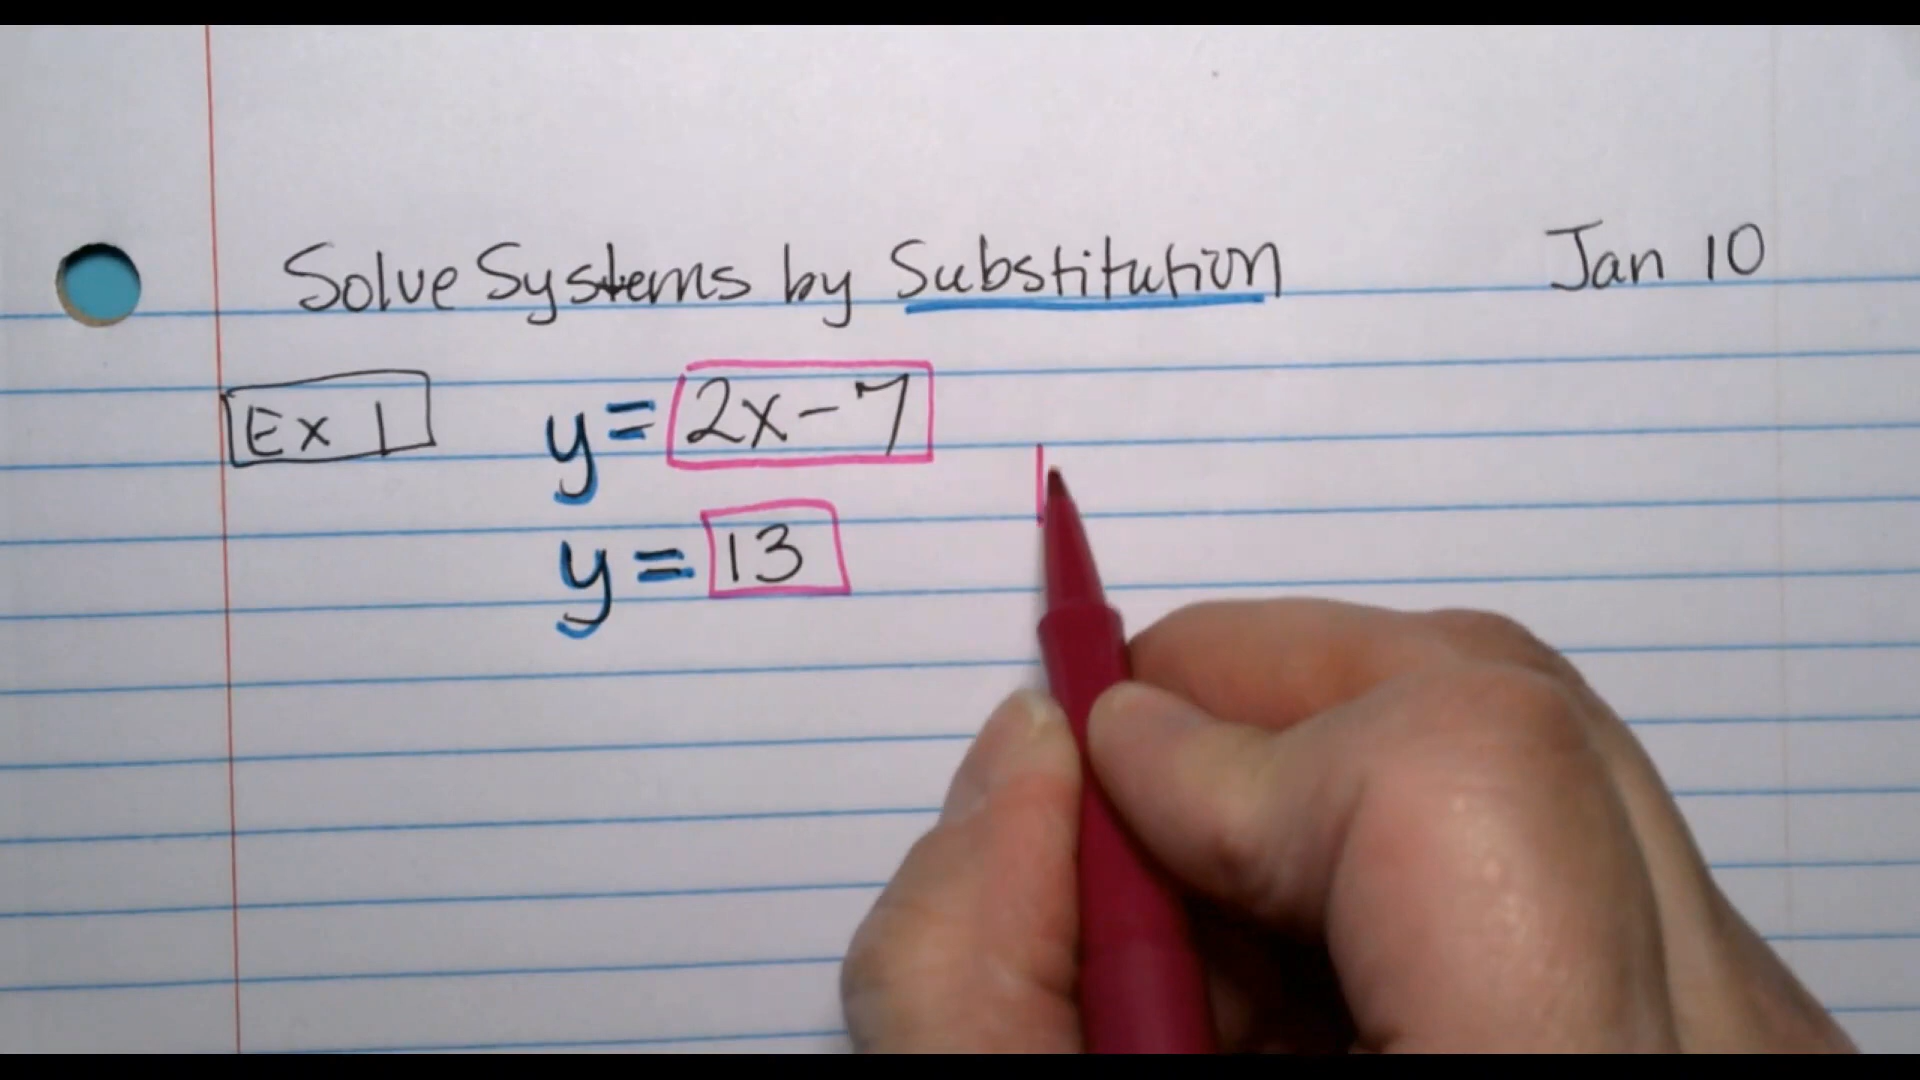 Solve Systems by Substitution Jan 10
Ex 1 y = 2x - 7
y = 13